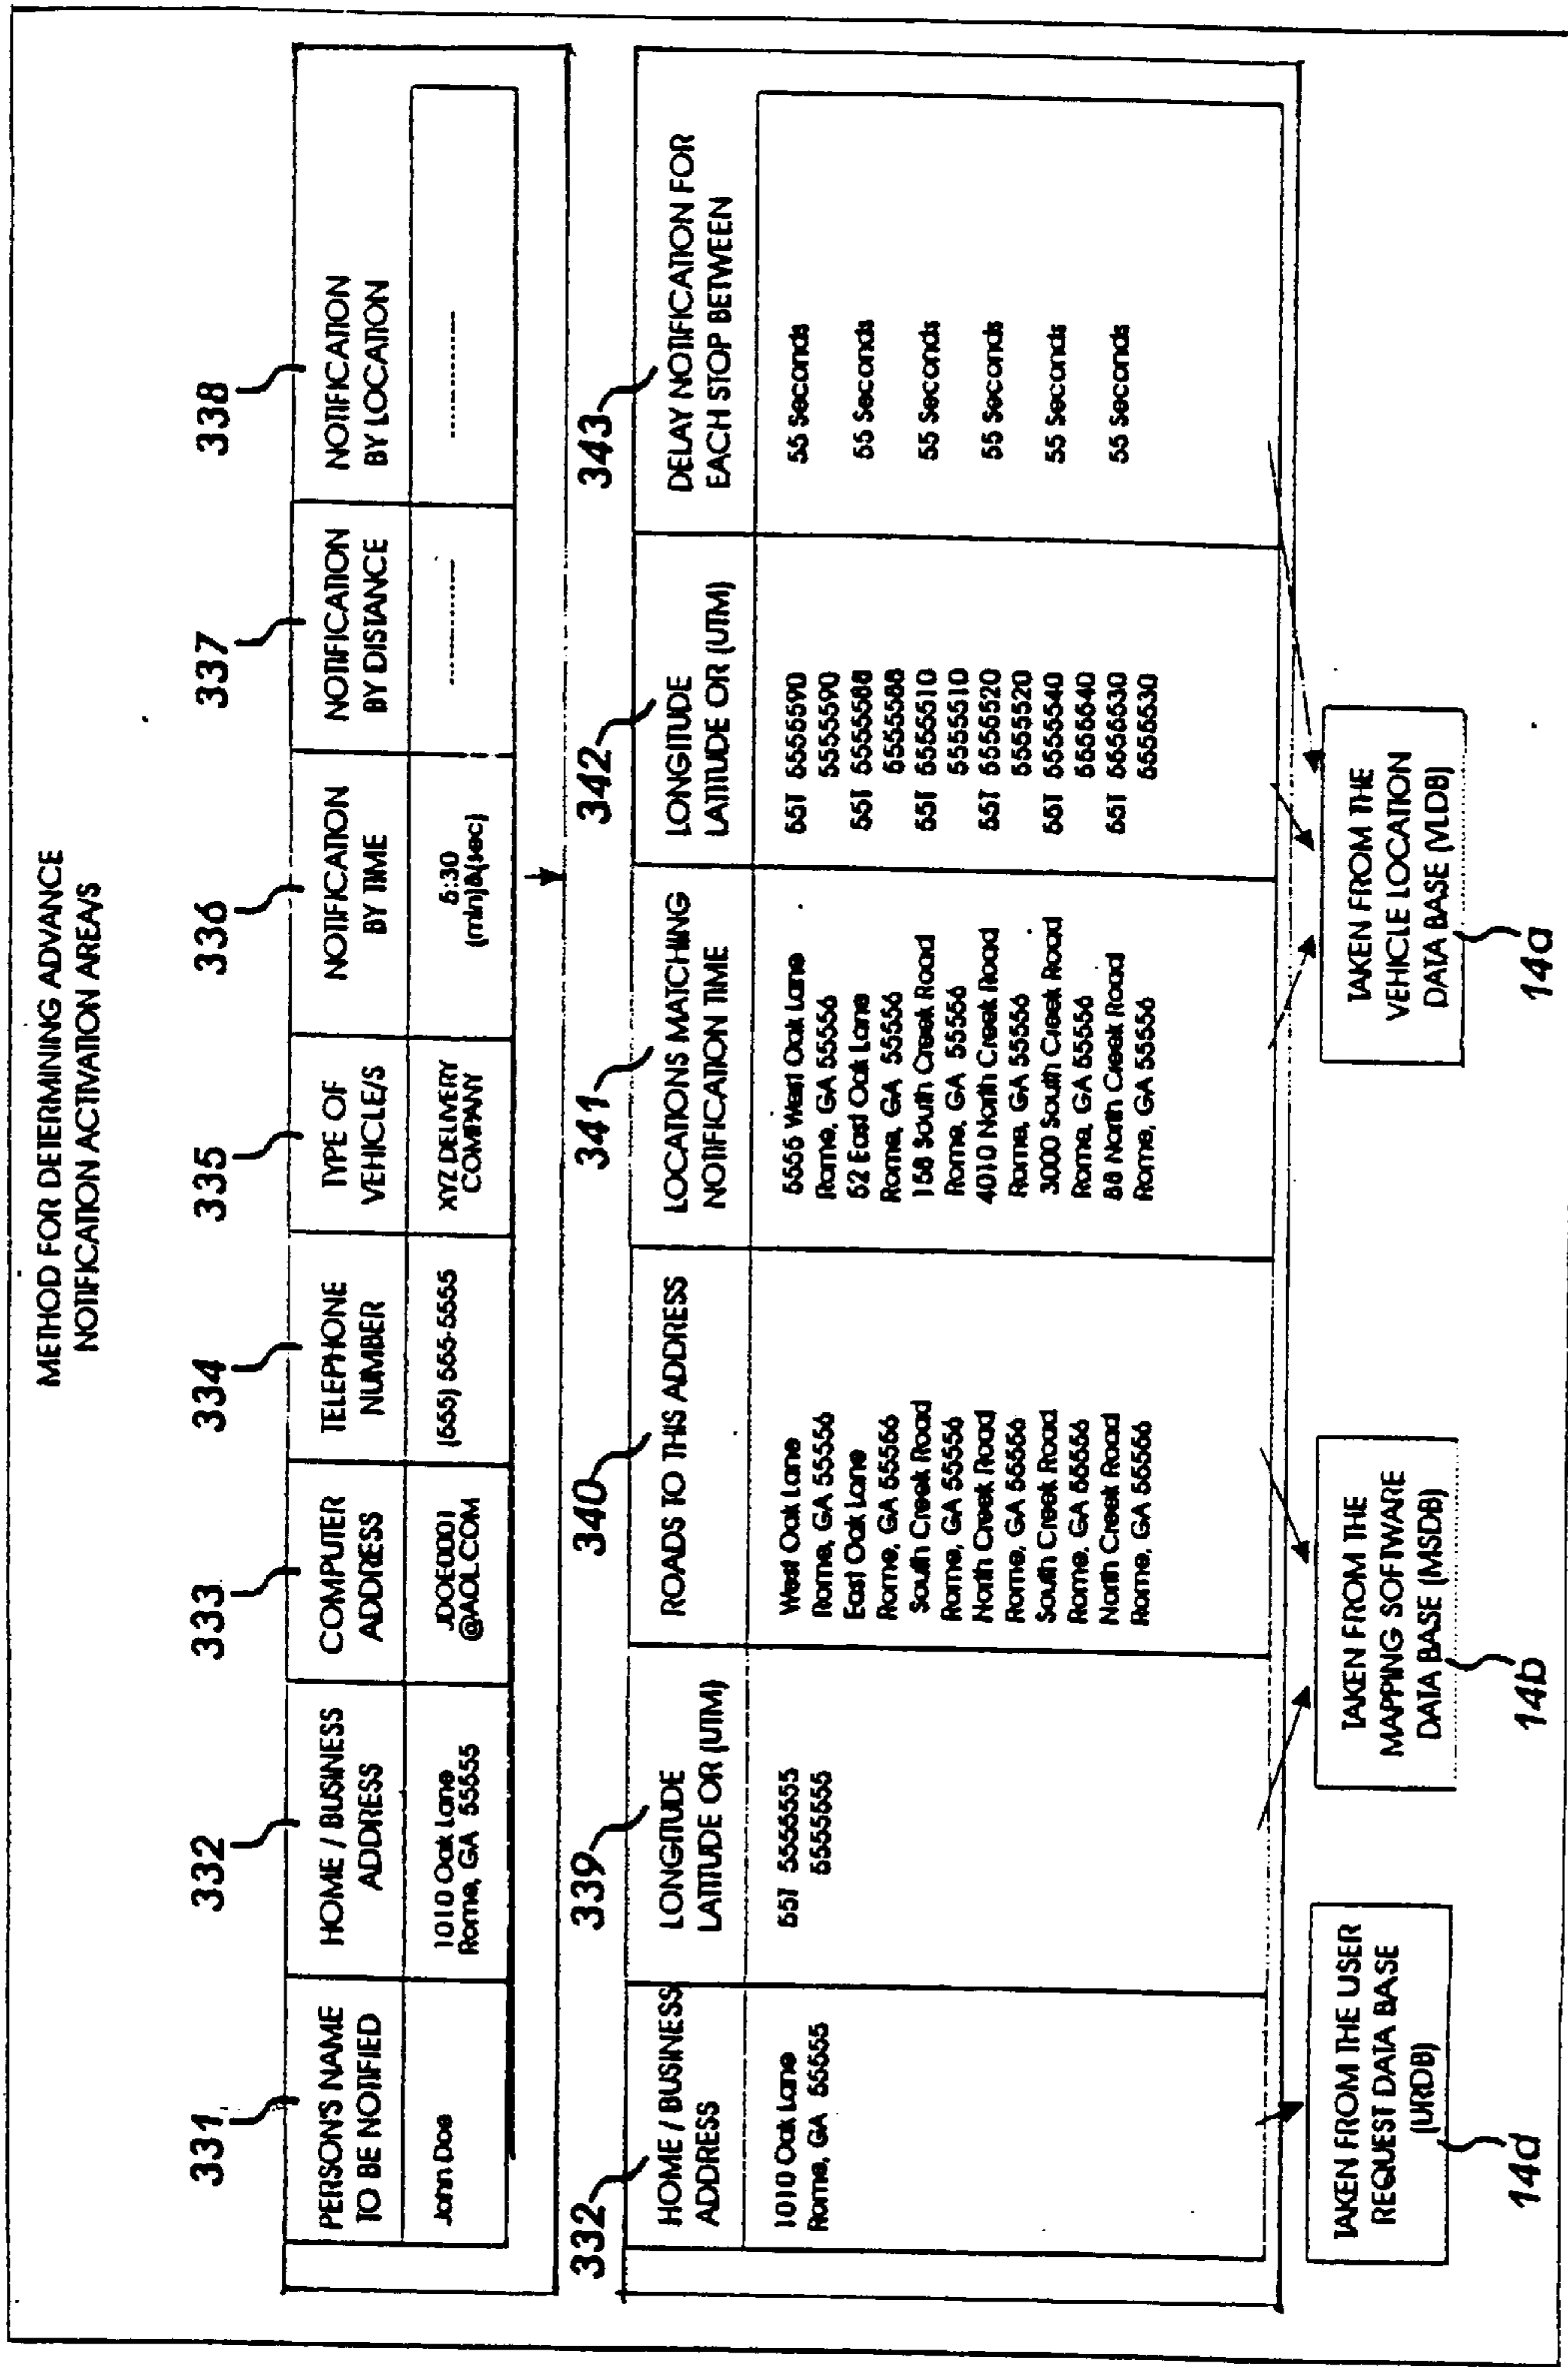 METHOD FOR DETERMINING ADVANCE
NOTIFICATION ACTIVATION AREA/S
331
332
333
334
335
336
337
338
PERSON'S NAME
TO BE NOTIFIED
HOME / BUSINESS
ADDRESS
COMPUTER
ADDRESS
TELEPHONE
NUMBER
TYPE OF
VEHICLE/S
NOTIFICATION
BY TIME
NOTIFICATION
BY DISTANCE
NOTIFICATION
BY LOCATION
John Doe
1010 Oak Lane
Rome, GA 55555
JDOE0001
@AOL.COM
(555) 555-5555
XYZ DELIVERY
COMPANY
5:30
(min)&(sec)
------------
------------
332
339
340
341
342
343
HOME / BUSINESS
ADDRESS
LONGITUDE
LATITUDE OR (UTM)
ROADS TO THIS ADDRESS
LOCATIONS MATCHING
NOTIFICATION TIME
LONGITUDE
LATITUDE OR (UTM)
DELAY NOTIFICATION FOR
EACH STOP BETWEEN
1010 Oak Lane
Rome, GA 55555
55T 5555555
5555555
West Oak Lane
Rome, GA 55556
East Oak Lane
Rome, GA 55556
South Creek Road
Rome, GA 55556
North Creek Road
Rome, GA 55556
South Creek Road
Rome, GA 55556
North Creek Road
Rome, GA 55556
5556 West Oak Lane
Rome, GA 55556
52 East Oak Lane
Rome, GA 55556
158 South Creek Road
Rome, GA 55556
4010 North Creek Road
Rome, GA 55556
3000 South Creek Road
Rome, GA 55556
88 North Creek Road
Rome, GA 55556
55T 5555590
5555590
55T 5555588
5555588
55T 5555510
5555510
55T 5555520
5555520
55T 5555540
5555540
55T 5555530
5555530
55 Seconds
55 Seconds
55 Seconds
55 Seconds
55 Seconds
55 Seconds
TAKEN FROM THE USER
REQUEST DATA BASE
(URDB)
14d
TAKEN FROM THE
MAPPING SOFTWARE
DATA BASE (MSDB)
14b
TAKEN FROM THE
VEHICLE LOCATION
DATA BASE (VLDB)
14a